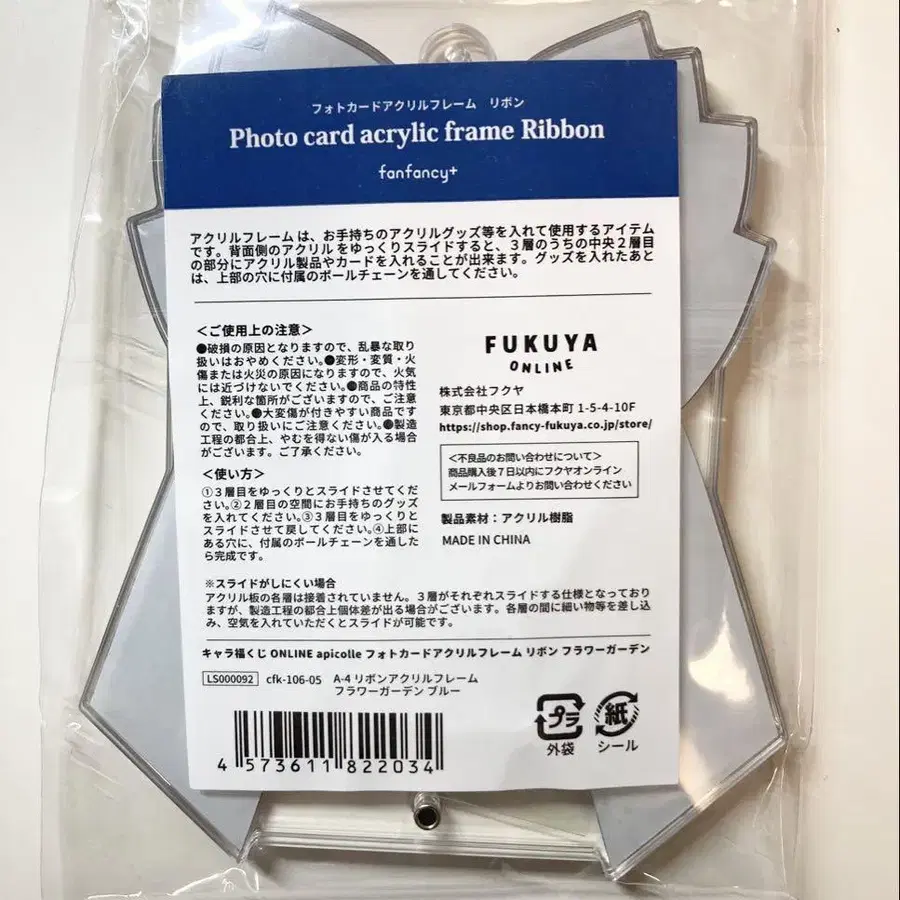 フォトカードアクリルフレーム リボン
Photo card acrylic frame Ribbon
fanfancy+
アクリルフレームは、お手持ちのアクリルグッズ等を入れて使用するアイテム
です。背面側のアクリルをゆっくりスライドすると、3層のうちの中央2層目
の部分にアクリル製品やカードを入れることが出来ます。グッズを入れたあと
は、上部の穴に付属のボールチェーンを通してください。
＜ご使用上の注意＞
●破損の原因となりますので、乱暴な取り
扱いはおやめください。●変形・変質・火
傷または火災の原因になりますので、火気
には近づけないでください。●商品の特性
上、鋭利な箇所がございますので、ご注意
ください。●大変傷が付きやすい商品です
ので、取り扱いにご注意ください。●製造
工程の都合上、やむを得ない傷が入る場合
がございます。ご了承ください。
＜使い方＞
①3層目をゆっくりとスライドさせてくだ
さい。②2層目の空間にお手持ちのグッズ
を入れてください。③3層目をゆっくりと
スライドさせて戻してください。④上部に
ある穴に、付属のボールチェーンを通した
ら完成です。
FUKUYA
ONLINE
株式会社フクヤ
東京都中央区日本橋本町 1-5-4-10F
https://shop.fancy-fukuya.co.jp/store/
＜不良品のお問い合わせについて＞
商品購入後7日以内にフクヤオンライン
メールフォームよりお問い合わせください
製品素材：アクリル樹脂
MADE IN CHINA
※スライドがしにくい場合
アクリル板の各層は接着されていません。3層がそれぞれスライドする仕様となっており
ますが、製造工程の都合上個体差が出る場合がございます。各層の間に細い物等を差し込
み、空気を入れていただくとスライドが可能です。
キャラ福くじ ONLINE apicolle フォトカードアクリルフレーム リボン フラワーガーデン
LS000092 cfk-106-05 A-4 リボンアクリルフレーム
フラワーガーデン ブルー
4 573611 822034
プラ
外袋
紙
シール